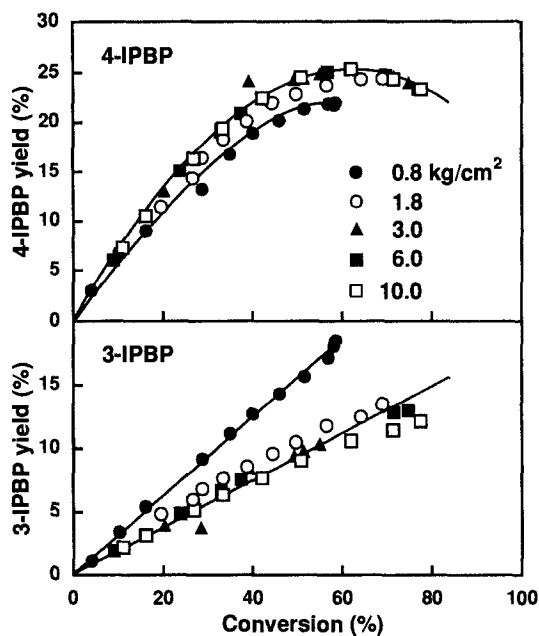 30
4-IPBP
25
20
15
10
5
0
4-IPBP yield (%)
0.8 kg/cm²
1.8
3.0
6.0
10.0
3-IPBP
15
10
5
0
3-IPBP yield (%)
0 20 40 60 80 100
Conversion (%)